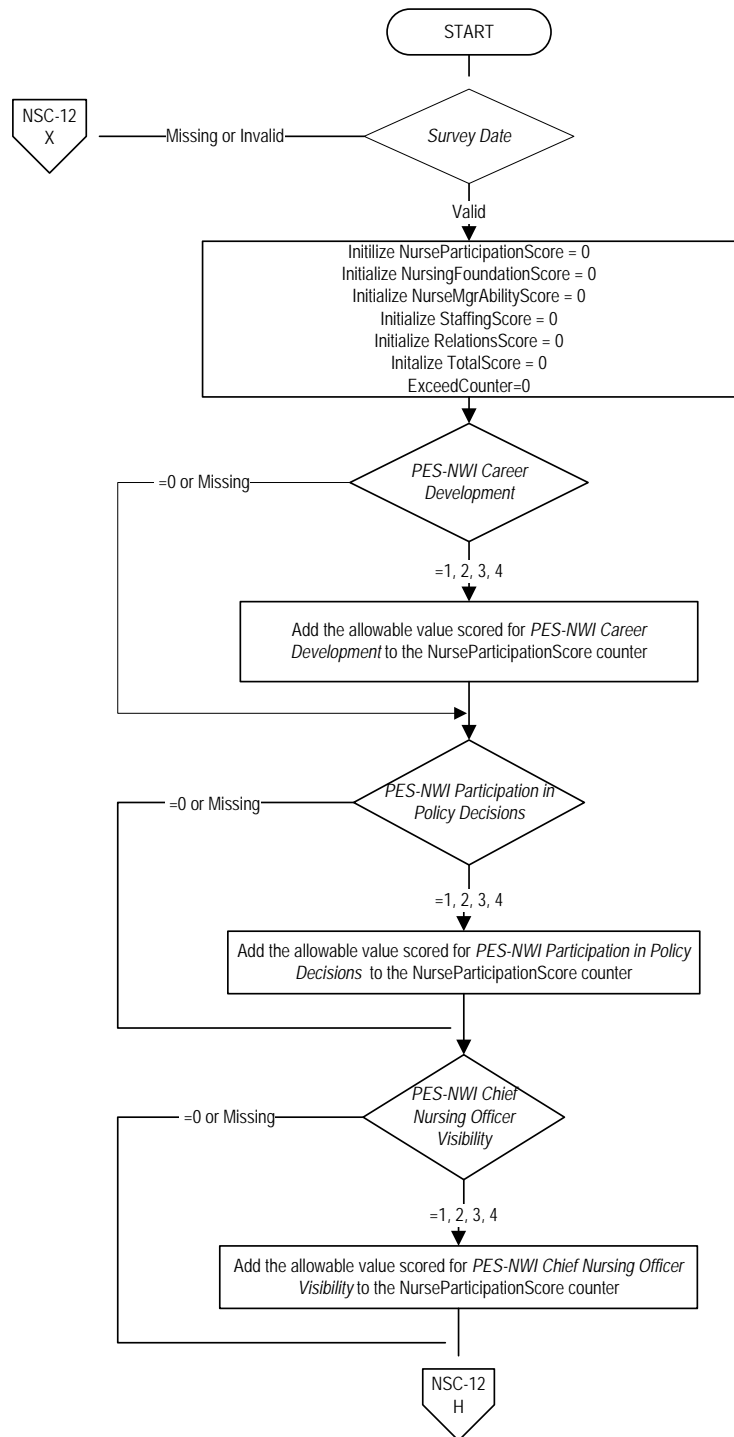 START
NSC-12
X
Missing or Invalid
Survey Date
Valid
Initilize NurseParticipationScore = 0
Initialize NursingFoundationScore = 0
Initialize NurseMgrAbilityScore = 0
Initialize StaffingScore = 0
Initialize RelationsScore = 0
Initalize TotalScore = 0
ExceedCounter=0
=0 or Missing
PES-NWI Career
Development
=1, 2, 3, 4
Add the allowable value scored for PES-NWI Career
Development to the NurseParticipationScore counter
=0 or Missing
PES-NWI Participation in
Policy Decisions
=1, 2, 3, 4
Add the allowable value scored for PES-NWI Participation in Policy
Decisions to the NurseParticipationScore counter
=0 or Missing
PES-NWI Chief
Nursing Officer
Visibility
=1, 2, 3, 4
Add the allowable value scored for PES-NWI Chief Nursing Officer
Visibility to the NurseParticipationScore counter
NSC-12
H